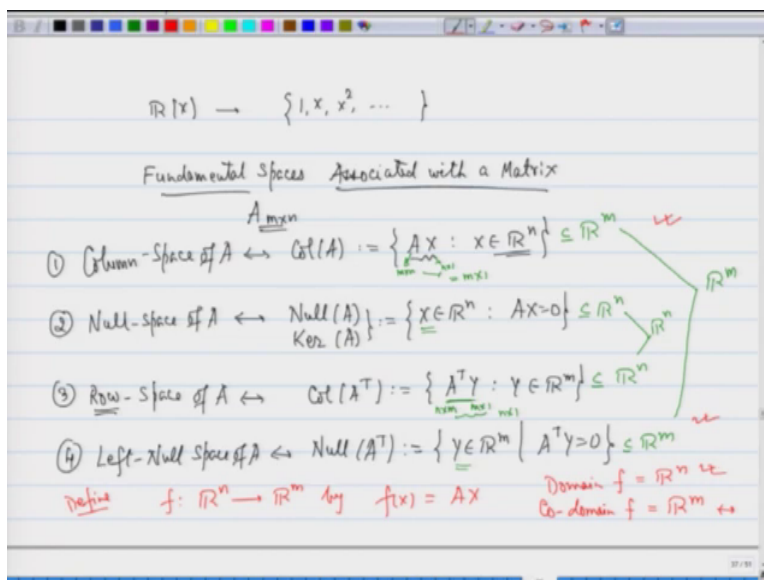 B I
ℝ(x) → {1, x, x², ... }
Fundamental Spaces Associated with a Matrix
A m×n
① Column-Space of A ↔ Col(A) := { AX : x ∈ ℝⁿ } ⊆ ℝᵐ
m×n n×1 = m×1
ℝᵐ
② Null-Space of A ↔ Null(A) Ker(A) } := { X ∈ ℝⁿ : AX=0 } ⊆ ℝⁿ
ℝⁿ
③ Row-Space of A ↔ Col(Aᵀ) := { AᵀY : Y ∈ ℝᵐ } ⊆ ℝⁿ
n×m m×1 n×1
④ Left-Null Space of A ↔ Null(Aᵀ) := { Y ∈ ℝᵐ | AᵀY=0 } ⊆ ℝᵐ
Define f: ℝⁿ → ℝᵐ by f(x) = AX
Domain f = ℝⁿ
Co-domain f = ℝᵐ ↔